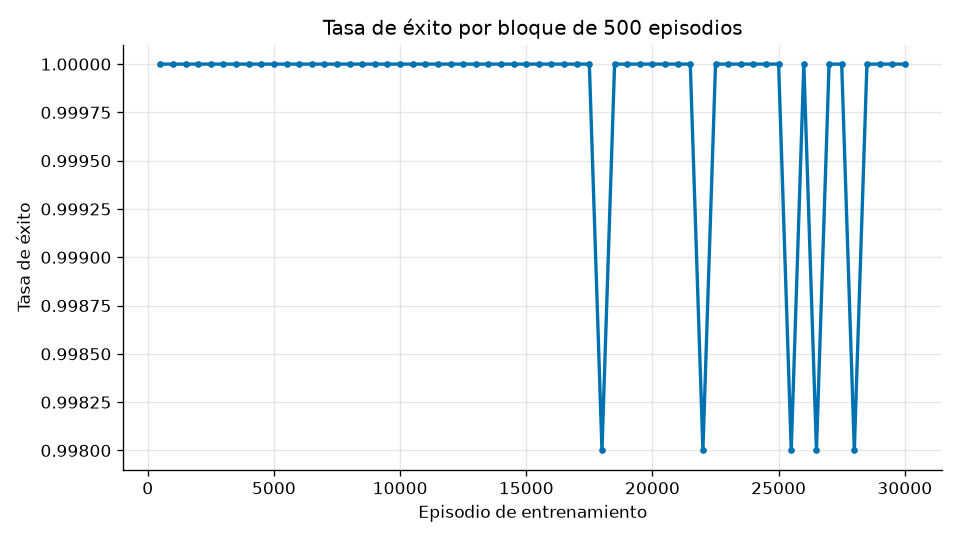 Tasa de éxito por bloque de 500 episodios
Tasa de éxito
1.00000
0.99975
0.99950
0.99925
0.99900
0.99875
0.99850
0.99825
0.99800
0 5000 10000 15000 20000 25000 30000
Episodio de entrenamiento